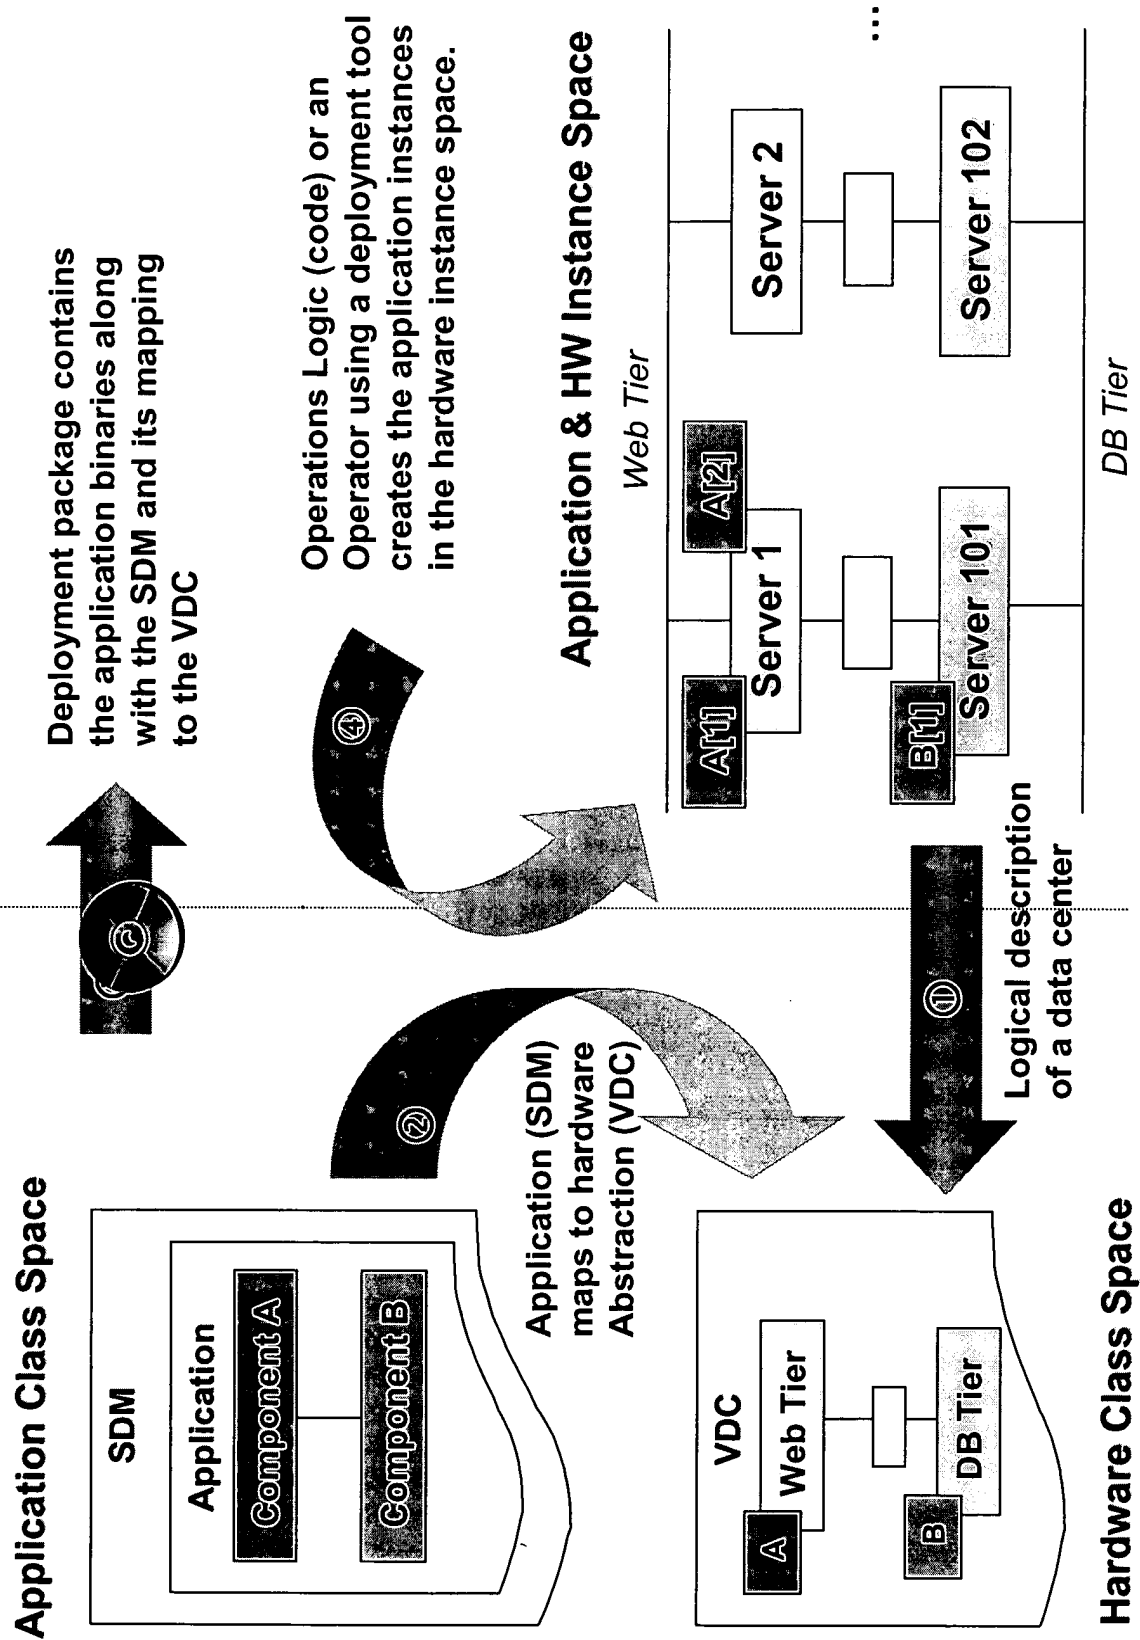 Application Class Space
SDM
Application
Component A
Component B
Deployment package contains
the application binaries along
with the SDM and its mapping
to the VDC
②
Application (SDM)
maps to hardware
Abstraction (VDC)
④
Operations Logic (code) or an
Operator using a deployment tool
creates the application instances
in the hardware instance space.
Application & HW Instance Space
Web Tier
A[1]
A[2]
Server 1
Server 2
B[1]
Server 101
Server 102
...
DB Tier
①
Logical description
of a data center
VDC
A
Web Tier
B
DB Tier
Hardware Class Space